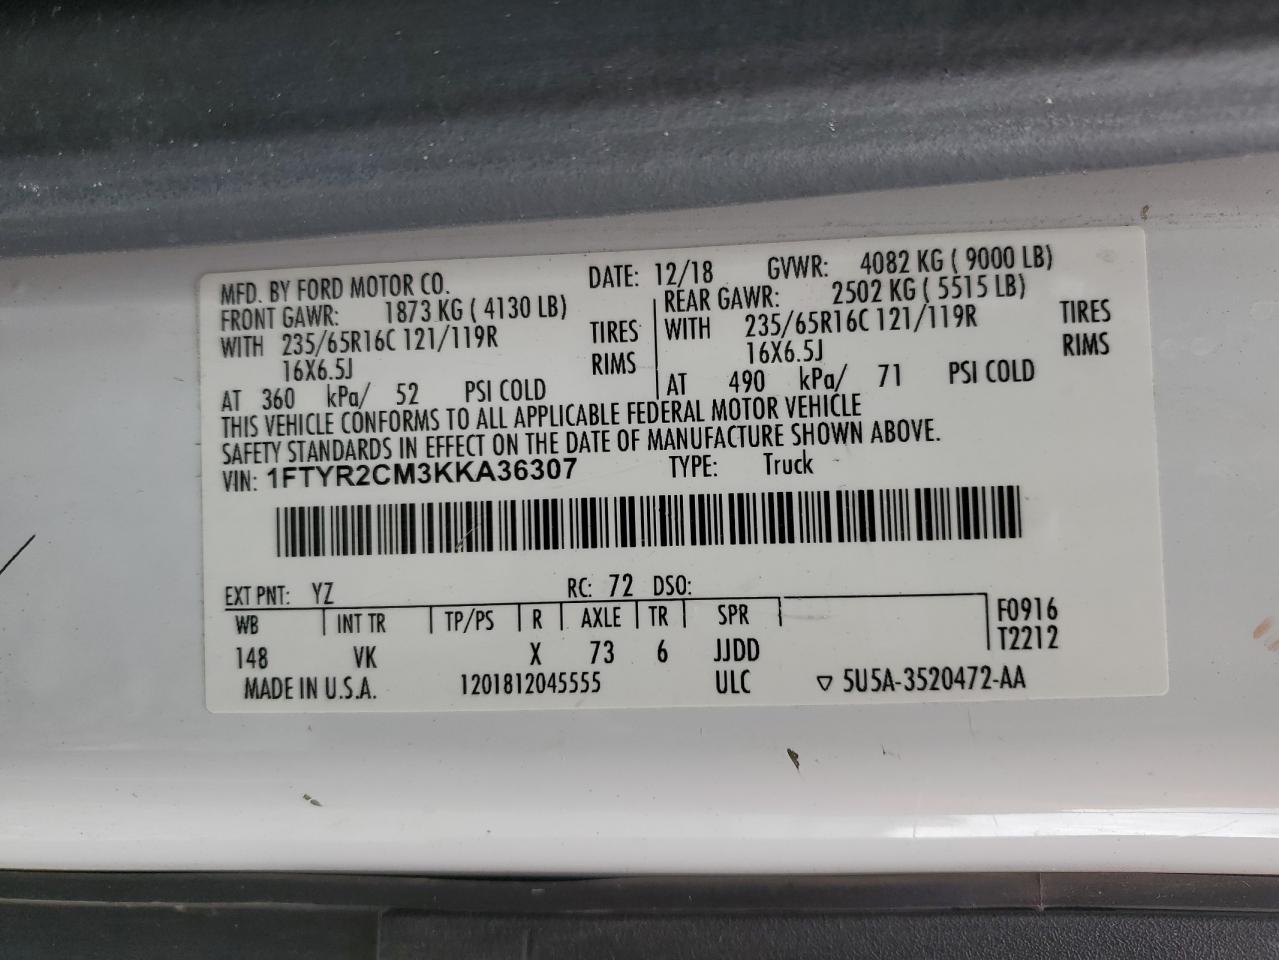 MFD. BY FORD MOTOR CO. DATE: 12/18 GVWR: 4082 KG ( 9000 LB)
FRONT GAWR: 1873 KG ( 4130 LB) REAR GAWR: 2502 KG ( 5515 LB)
WITH 235/65R16C 121/119R TIRES WITH 235/65R16C 121/119R TIRES
16X6.5J RIMS 16X6.5J RIMS
AT 360 kPa/ 52 PSI COLD AT 490 kPa/ 71 PSI COLD
THIS VEHICLE CONFORMS TO ALL APPLICABLE FEDERAL MOTOR VEHICLE
SAFETY STANDARDS IN EFFECT ON THE DATE OF MANUFACTURE SHOWN ABOVE.
VIN: 1FTYR2CM3KKA36307 TYPE: Truck
EXT PNT: YZ RC: 72 DSO:
WB INT TR TP/PS R AXLE TR SPR F0916
148 VK X 73 6 JJDD T2212
MADE IN U.S.A. 1201812045555 ULC ▽ 5U5A-3520472-AA